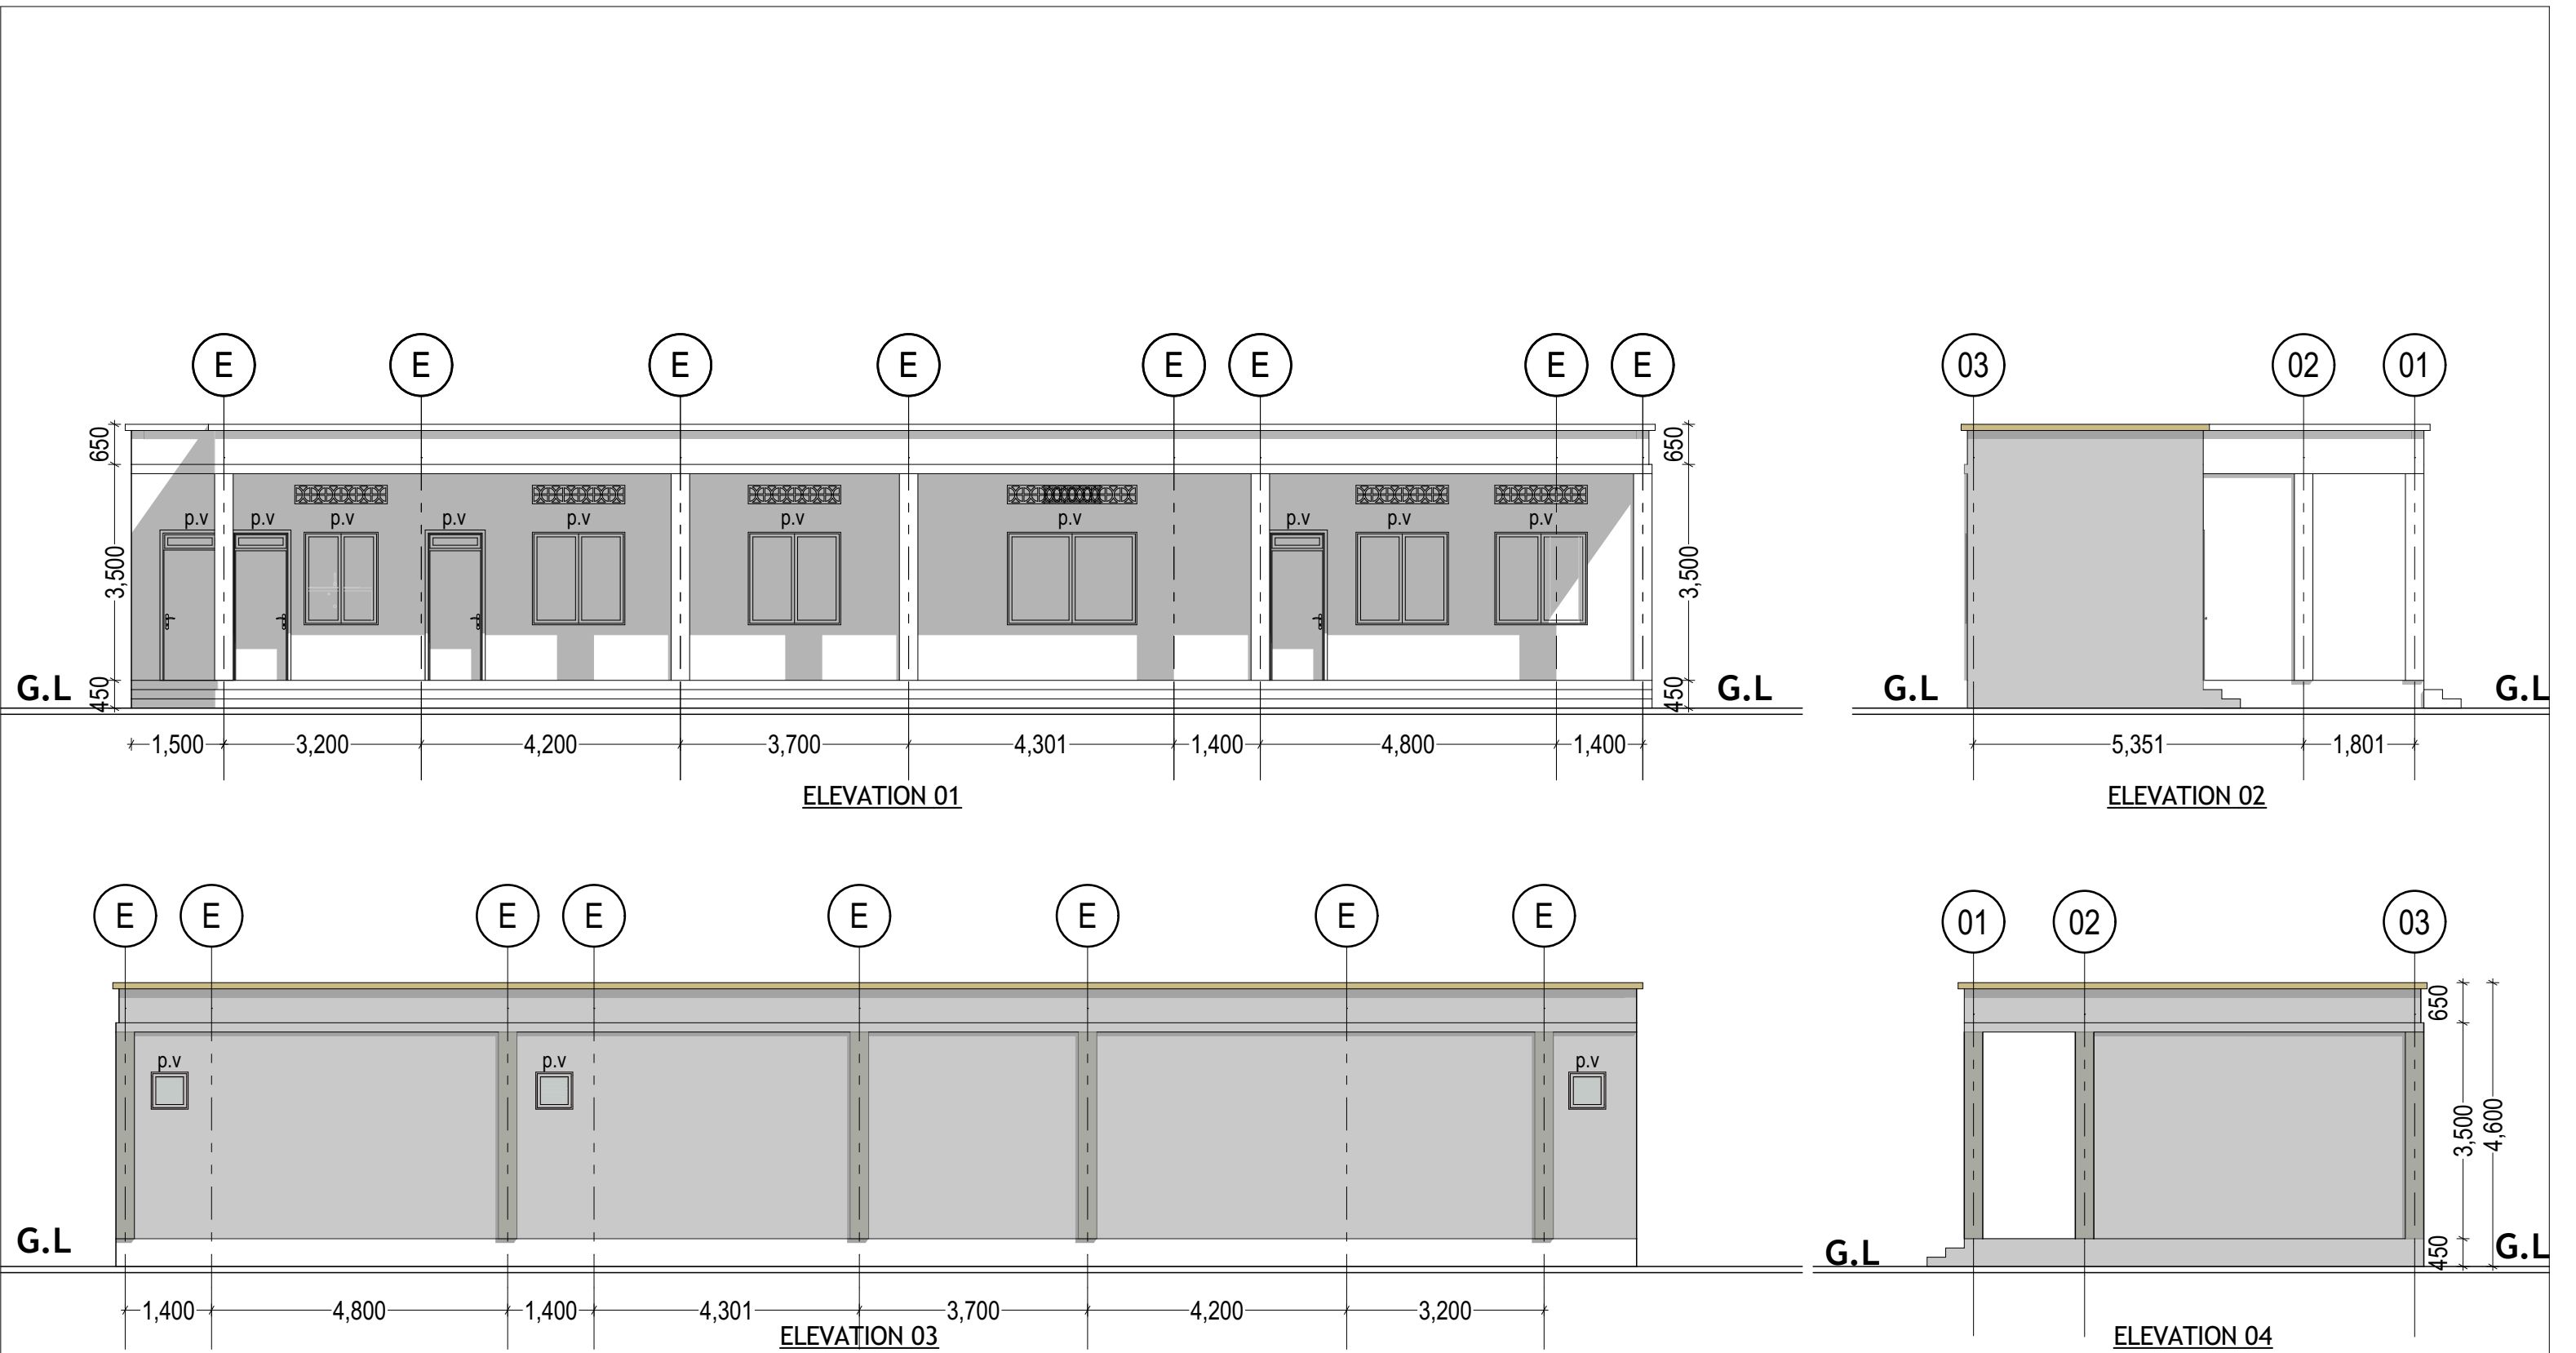 E E E E E E E E
650
3,500
450
p.v p.v p.v p.v p.v p.v p.v p.v p.v p.v
650
3,500
450
G.L G.L
1,500 3,200 4,200 3,700 4,301 1,400 4,800 1,400
ELEVATION 01
03 02 01
G.L G.L
5,351 1,801
ELEVATION 02
E E E E E E E E
p.v p.v p.v
G.L
1,400 4,800 1,400 4,301 3,700 4,200 3,200
ELEVATION 03
01 02 03
650
3,500
4,600
450
G.L G.L
ELEVATION 04